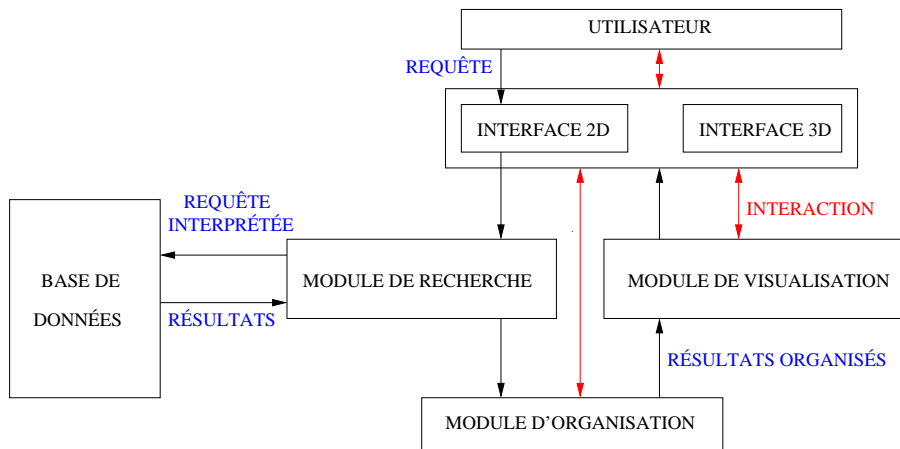 UTILISATEUR
REQUÊTE
INTERFACE 2D
INTERFACE 3D
REQUÊTE
INTERPRÉTÉE
INTERACTION
BASE DE
DONNÉES
MODULE DE RECHERCHE
MODULE DE VISUALISATION
RÉSULTATS
RÉSULTATS ORGANISÉS
MODULE D'ORGANISATION